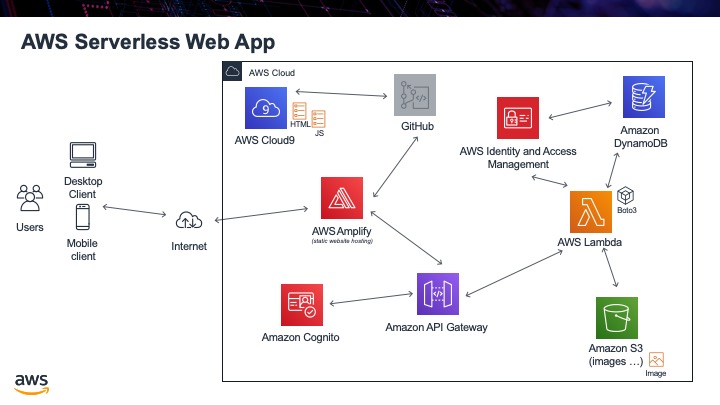 AWS Serverless Web App
AWS Cloud
9
HTML
JS
AWS Cloud9
GitHub
AWS Identity and Access
Management
Amazon
DynamoDB
Desktop
Client
Users
Mobile
client
Internet
AWS Amplify
(static website hosting)
Boto3
AWS Lambda
Amazon Cognito
Amazon API Gateway
Amazon S3
(images ...)
Image
aws